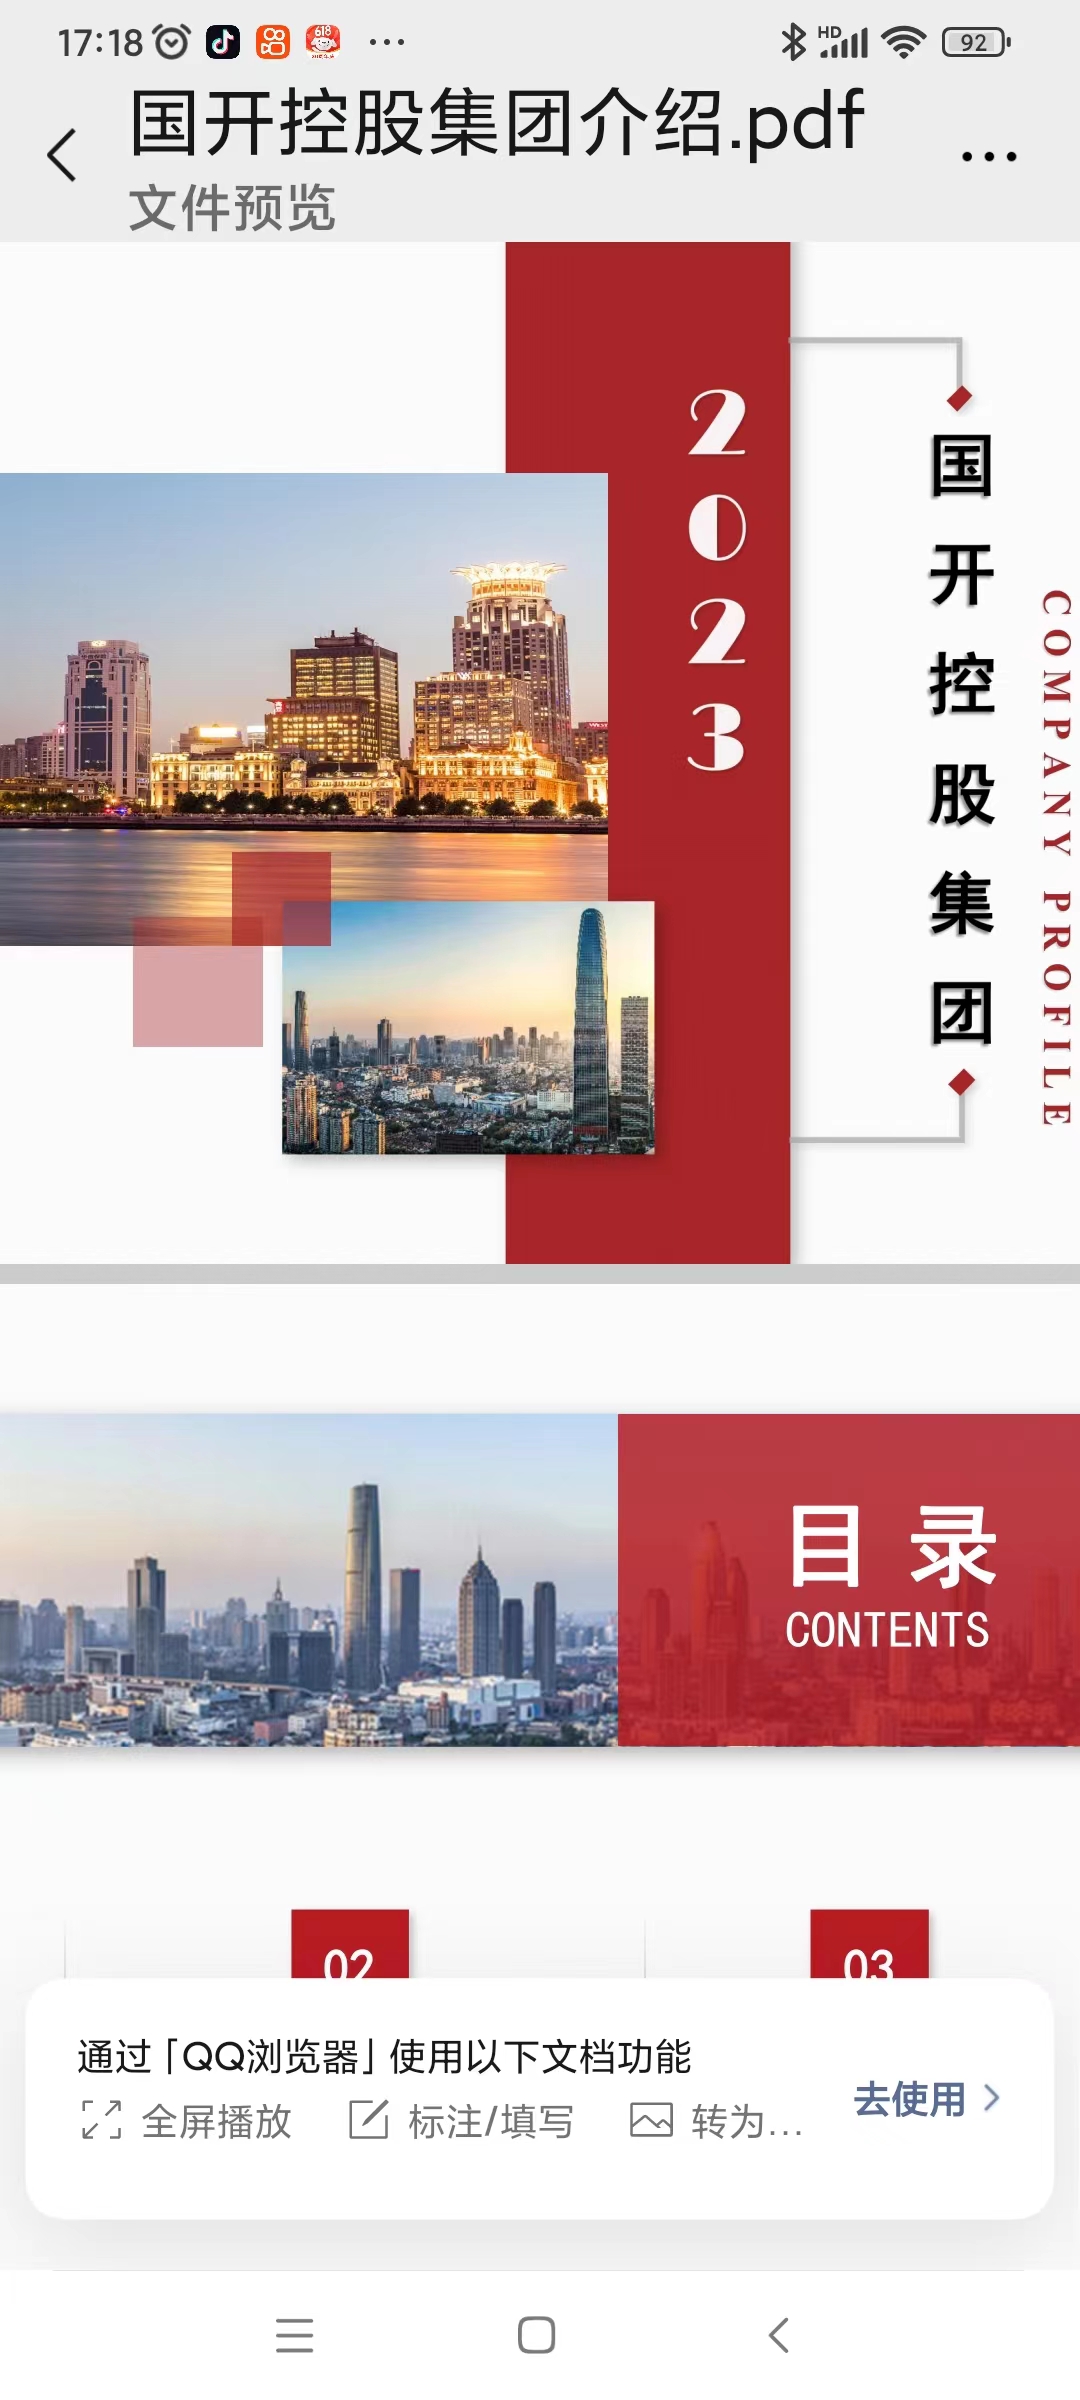 17:18
618
HD
92
国开控股集团介绍.pdf
文件预览
2023
国开控股集团
COMPANY PROFILE
目录
CONTENTS
02
03
通过「QQ浏览器」使用以下文档功能
全屏播放
标注/填写
转为...
去使用